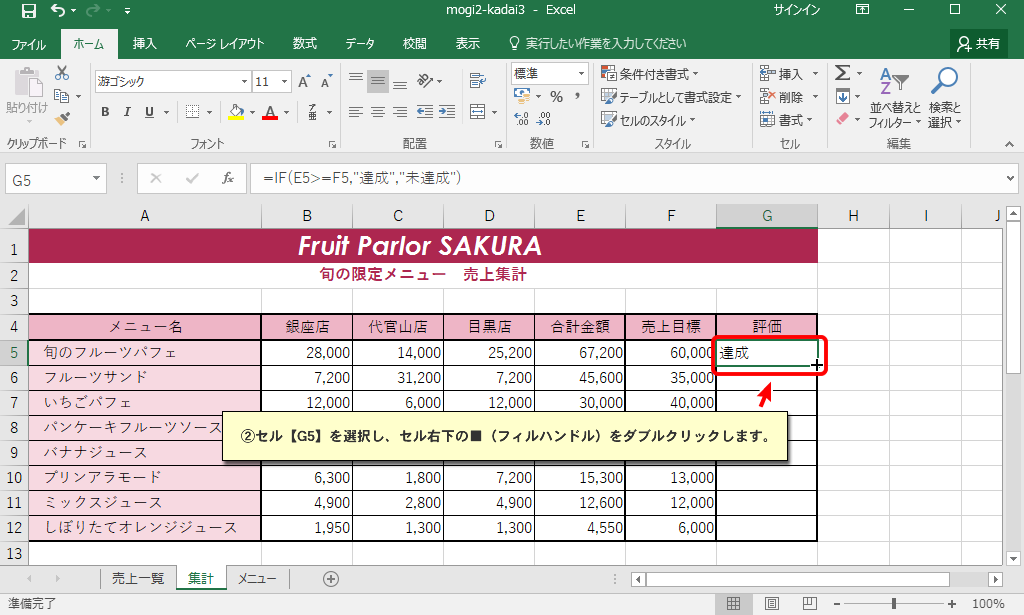 mogi2-kadai3 - Excel
サインイン
ファイル ホーム 挿入 ページ レイアウト 数式 データ 校閲 表示 実行したい作業を入力してください 共有
貼り付け
クリップボード
游ゴシック 11
A A
B I U
フォント
配置
標準
% ,
数値
条件付き書式
テーブルとして書式設定
セルのスタイル
スタイル
挿入
削除
書式
セル
並べ替えと
フィルター
検索と
選択
編集
G5 fx =IF(E5>=F5,"達成","未達成")
A B C D E F G H I J
1 Fruit Parlor SAKURA
2 旬の限定メニュー 売上集計
3
4 メニュー名 銀座店 代官山店 目黒店 合計金額 売上目標 評価
5 旬のフルーツパフェ 28,000 14,000 25,200 67,200 60,000 達成
6 フルーツサンド 7,200 31,200 7,200 45,600 35,000
7 いちごパフェ 12,000 6,000 12,000 30,000 40,000
8 パンケーキフルーツソース
②セル【G5】を選択し、セル右下の■（フィルハンドル）をダブルクリックします。
9 バナナジュース
10 プリンアラモード 6,300 1,800 7,200 15,300 13,000
11 ミックスジュース 4,900 2,800 4,900 12,600 12,000
12 しぼりたてオレンジジュース 1,950 1,300 1,300 4,550 6,000
13
売上一覧 集計 メニュー
準備完了 100%